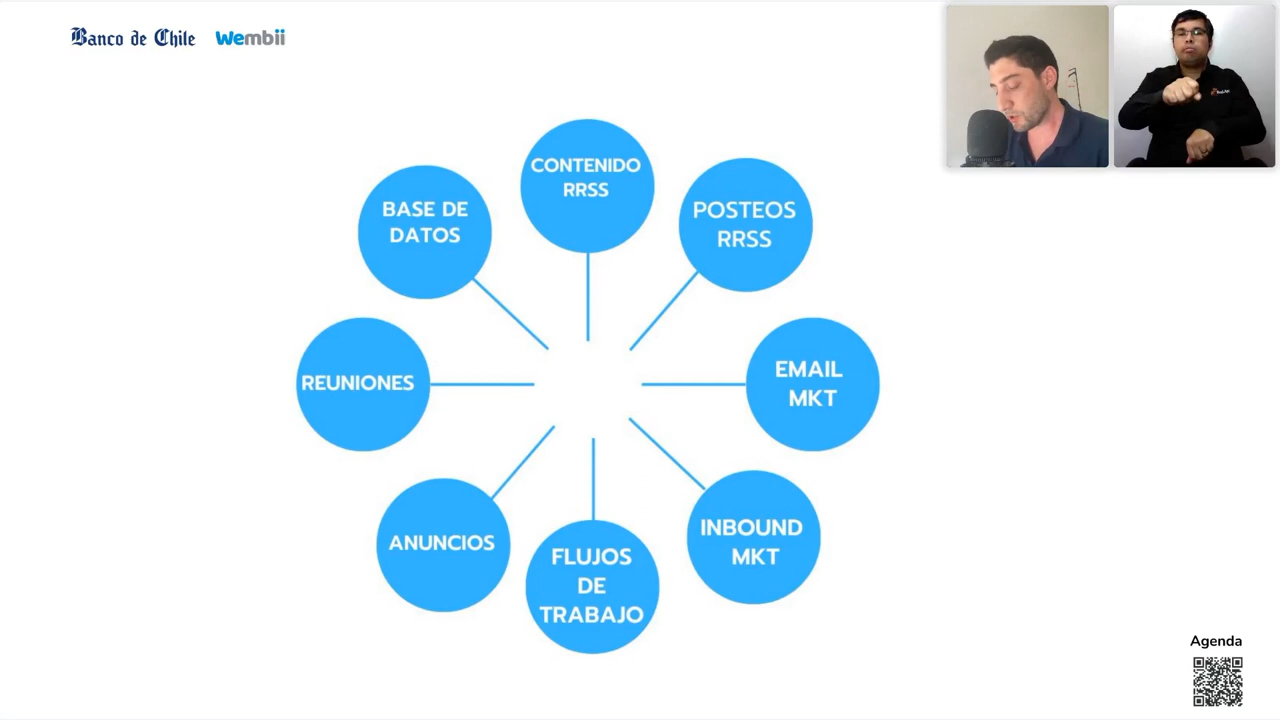 Banco de Chile Wembii
CONTENIDO
RRSS
POSTEOS
RRSS
EMAIL
MKT
INBOUND
MKT
FLUJOS
DE
TRABAJO
ANUNCIOS
REUNIONES
BASE DE
DATOS
Agenda